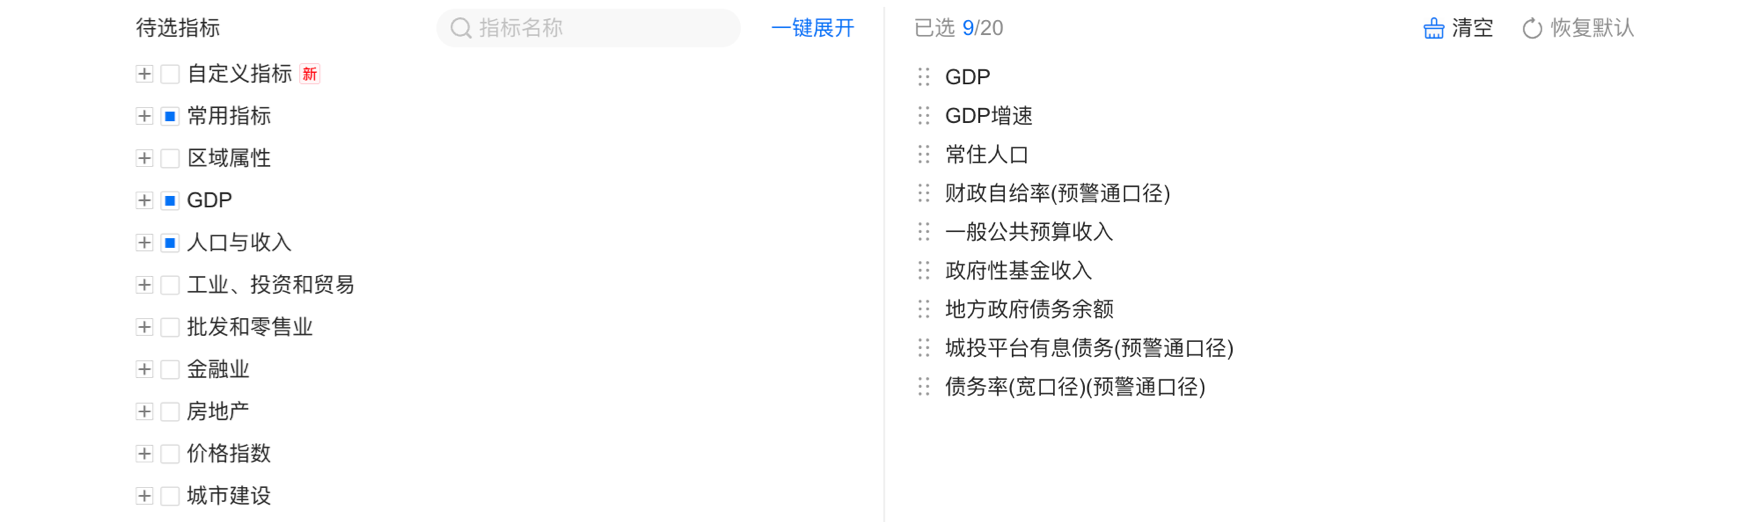 待选指标
指标名称
一键展开
自定义指标 新
常用指标
区域属性
GDP
人口与收入
工业、投资和贸易
批发和零售业
金融业
房地产
价格指数
城市建设
已选 9/20
清空
恢复默认
GDP
GDP增速
常住人口
财政自给率(预警通口径)
一般公共预算收入
政府性基金收入
地方政府债务余额
城投平台有息债务(预警通口径)
债务率(宽口径)(预警通口径)